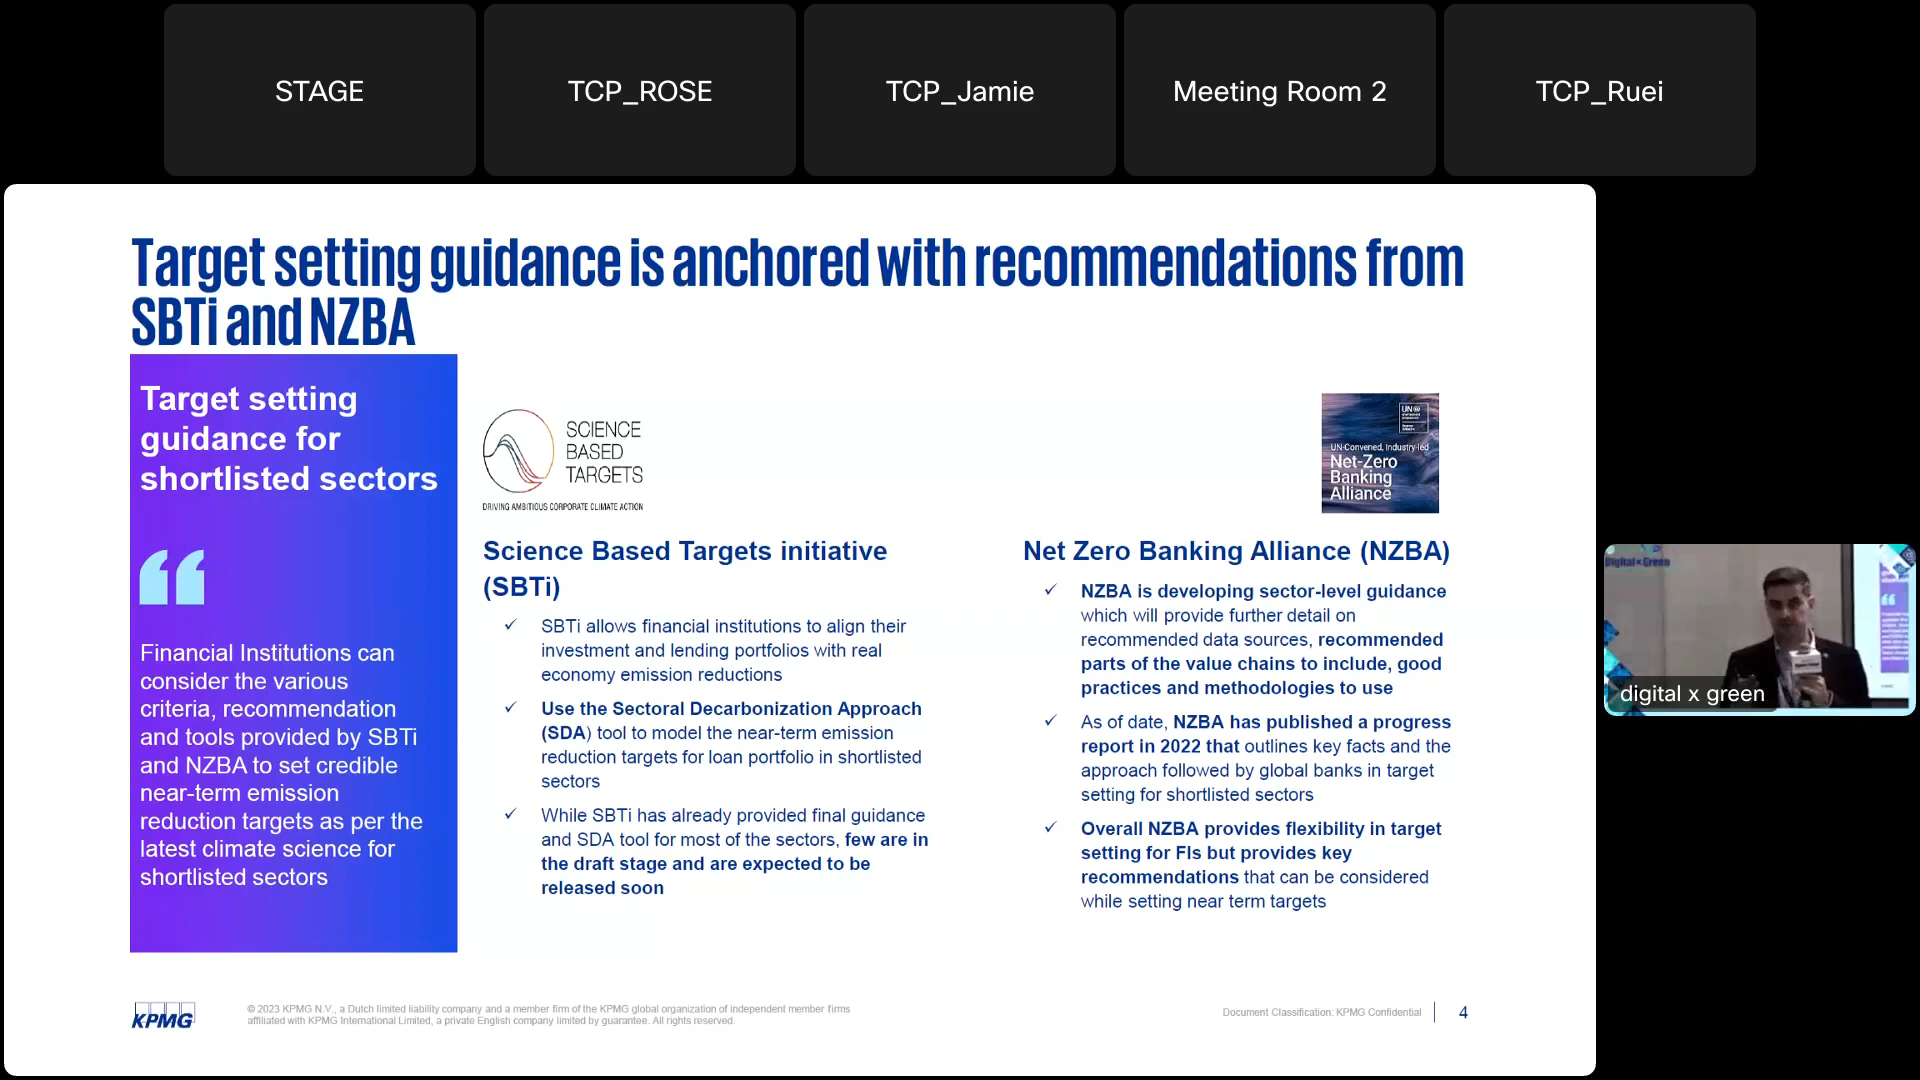 STAGE
TCP_ROSE
TCP_Jamie
Meeting Room 2
TCP_Ruei
Target setting guidance is anchored with recommendations from
SBTi and NZBA
Target setting
guidance for
shortlisted sectors
Financial Institutions can
consider the various
criteria, recommendation
and tools provided by SBTi
and NZBA to set credible
near-term emission
reduction targets as per the
latest climate science for
shortlisted sectors
SCIENCE
BASED
TARGETS
DRIVING AMBITIOUS CORPORATE CLIMATE ACTION
Science Based Targets initiative
(SBTi)
✓ SBTi allows financial institutions to align their
investment and lending portfolios with real
economy emission reductions
✓ Use the Sectoral Decarbonization Approach
(SDA) tool to model the near-term emission
reduction targets for loan portfolio in shortlisted
sectors
✓ While SBTi has already provided final guidance
and SDA tool for most of the sectors, few are in
the draft stage and are expected to be
released soon
UN
UN-Convened, Industry-led
Net-Zero
Banking
Alliance
Net Zero Banking Alliance (NZBA)
✓ NZBA is developing sector-level guidance
which will provide further detail on
recommended data sources, recommended
parts of the value chains to include, good
practices and methodologies to use
✓ As of date, NZBA has published a progress
report in 2022 that outlines key facts and the
approach followed by global banks in target
setting for shortlisted sectors
✓ Overall NZBA provides flexibility in target
setting for FIs but provides key
recommendations that can be considered
while setting near term targets
KPMG
© 2023 KPMG N.V., a Dutch limited liability company and a member firm of the KPMG global organization of independent member firms
affiliated with KPMG International Limited, a private English company limited by guarantee. All rights reserved.
Document Classification: KPMG Confidential
4
Digital x Green
digital x green